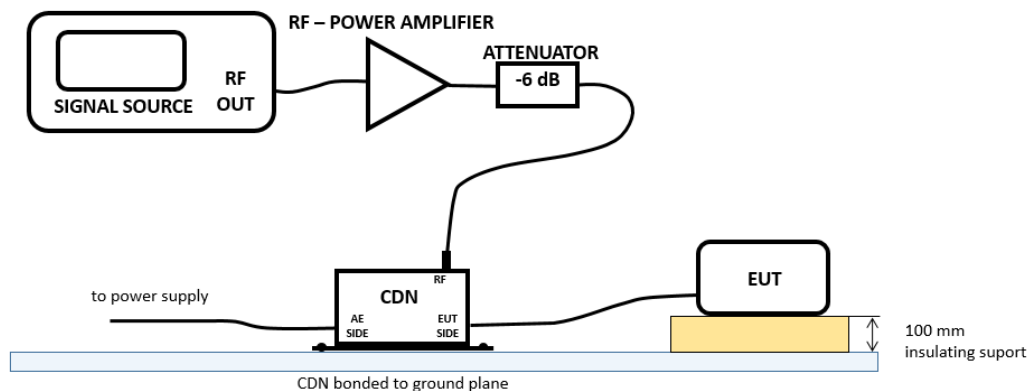 RF – POWER AMPLIFIER
ATTENUATOR
-6 dB
RF
OUT
SIGNAL SOURCE
RF
CDN
AE
SIDE
EUT
SIDE
to power supply
EUT
100 mm
insulating suport
CDN bonded to ground plane